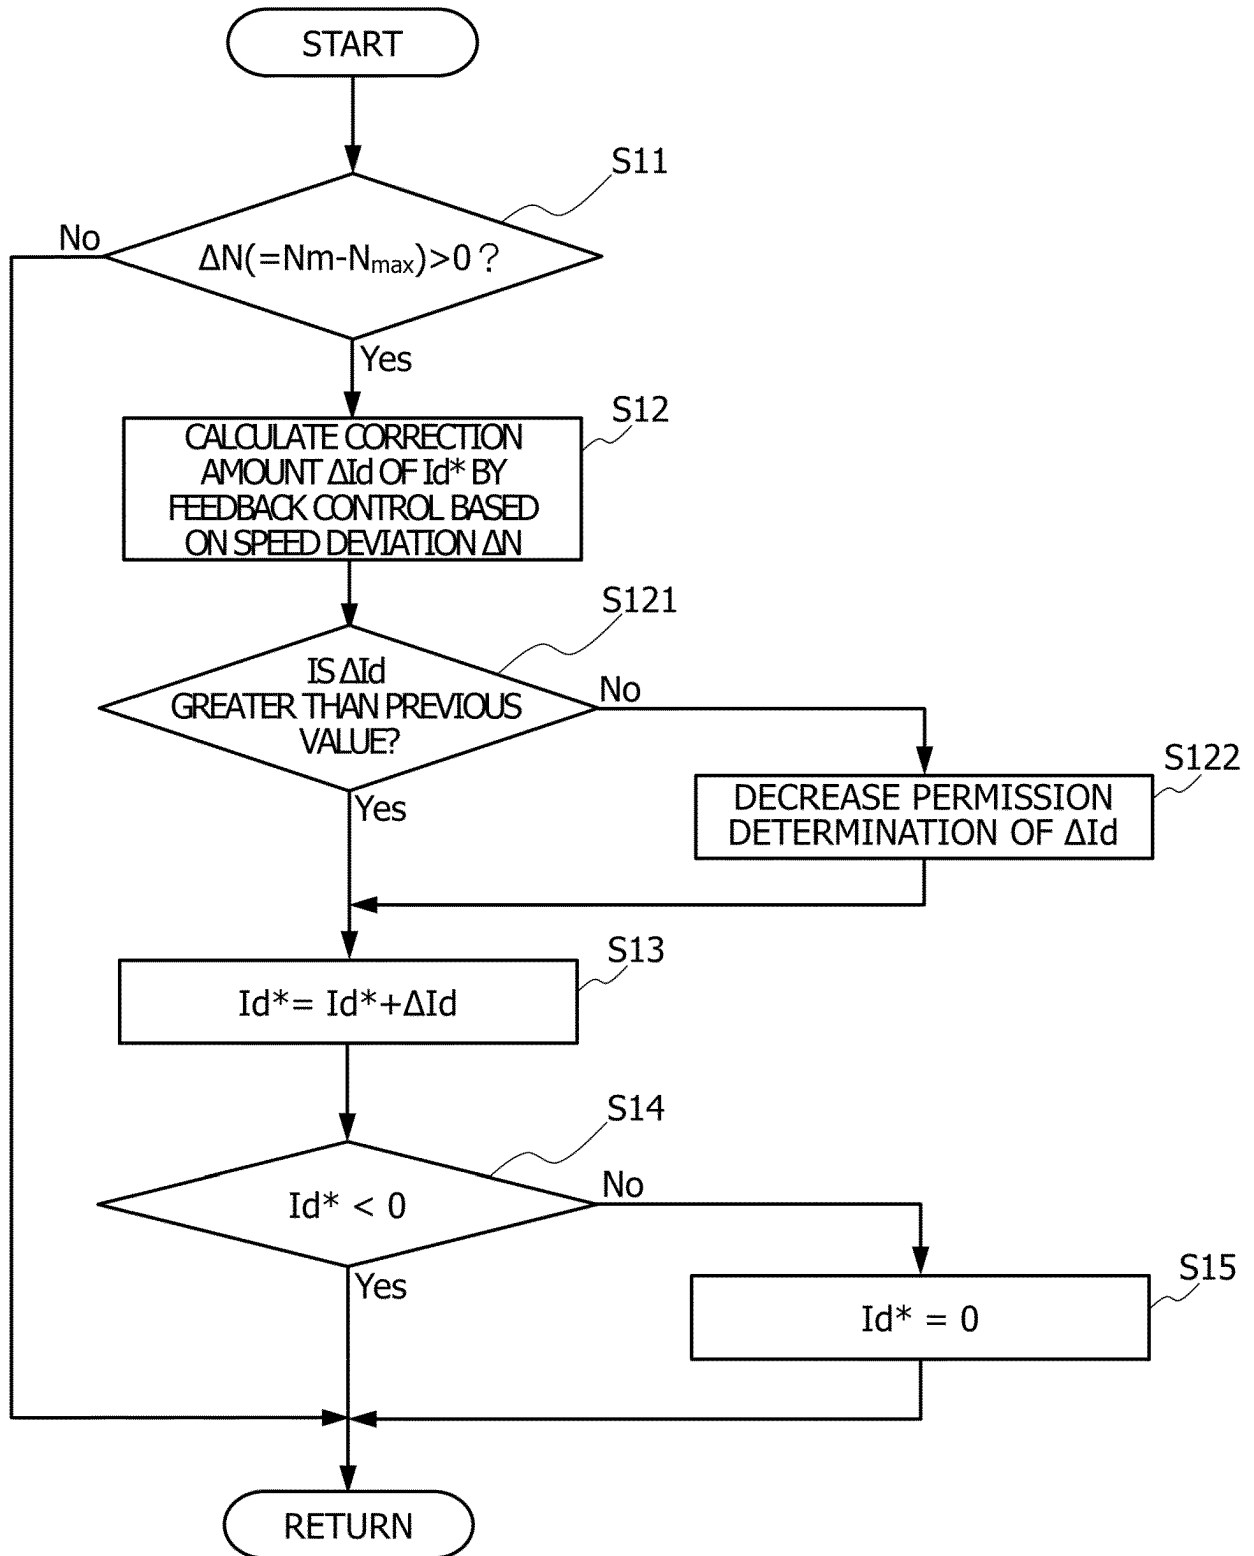 START
S11
No
ΔN(=Nm-Nmax)>0?
Yes
S12
CALCULATE CORRECTION
AMOUNT ΔId OF Id* BY
FEEDBACK CONTROL BASED
ON SPEED DEVIATION ΔN
S121
IS ΔId
GREATER THAN PREVIOUS
VALUE?
No
Yes
S122
DECREASE PERMISSION
DETERMINATION OF ΔId
S13
Id*= Id*+ΔId
S14
Id* < 0
No
Yes
S15
Id* = 0
RETURN